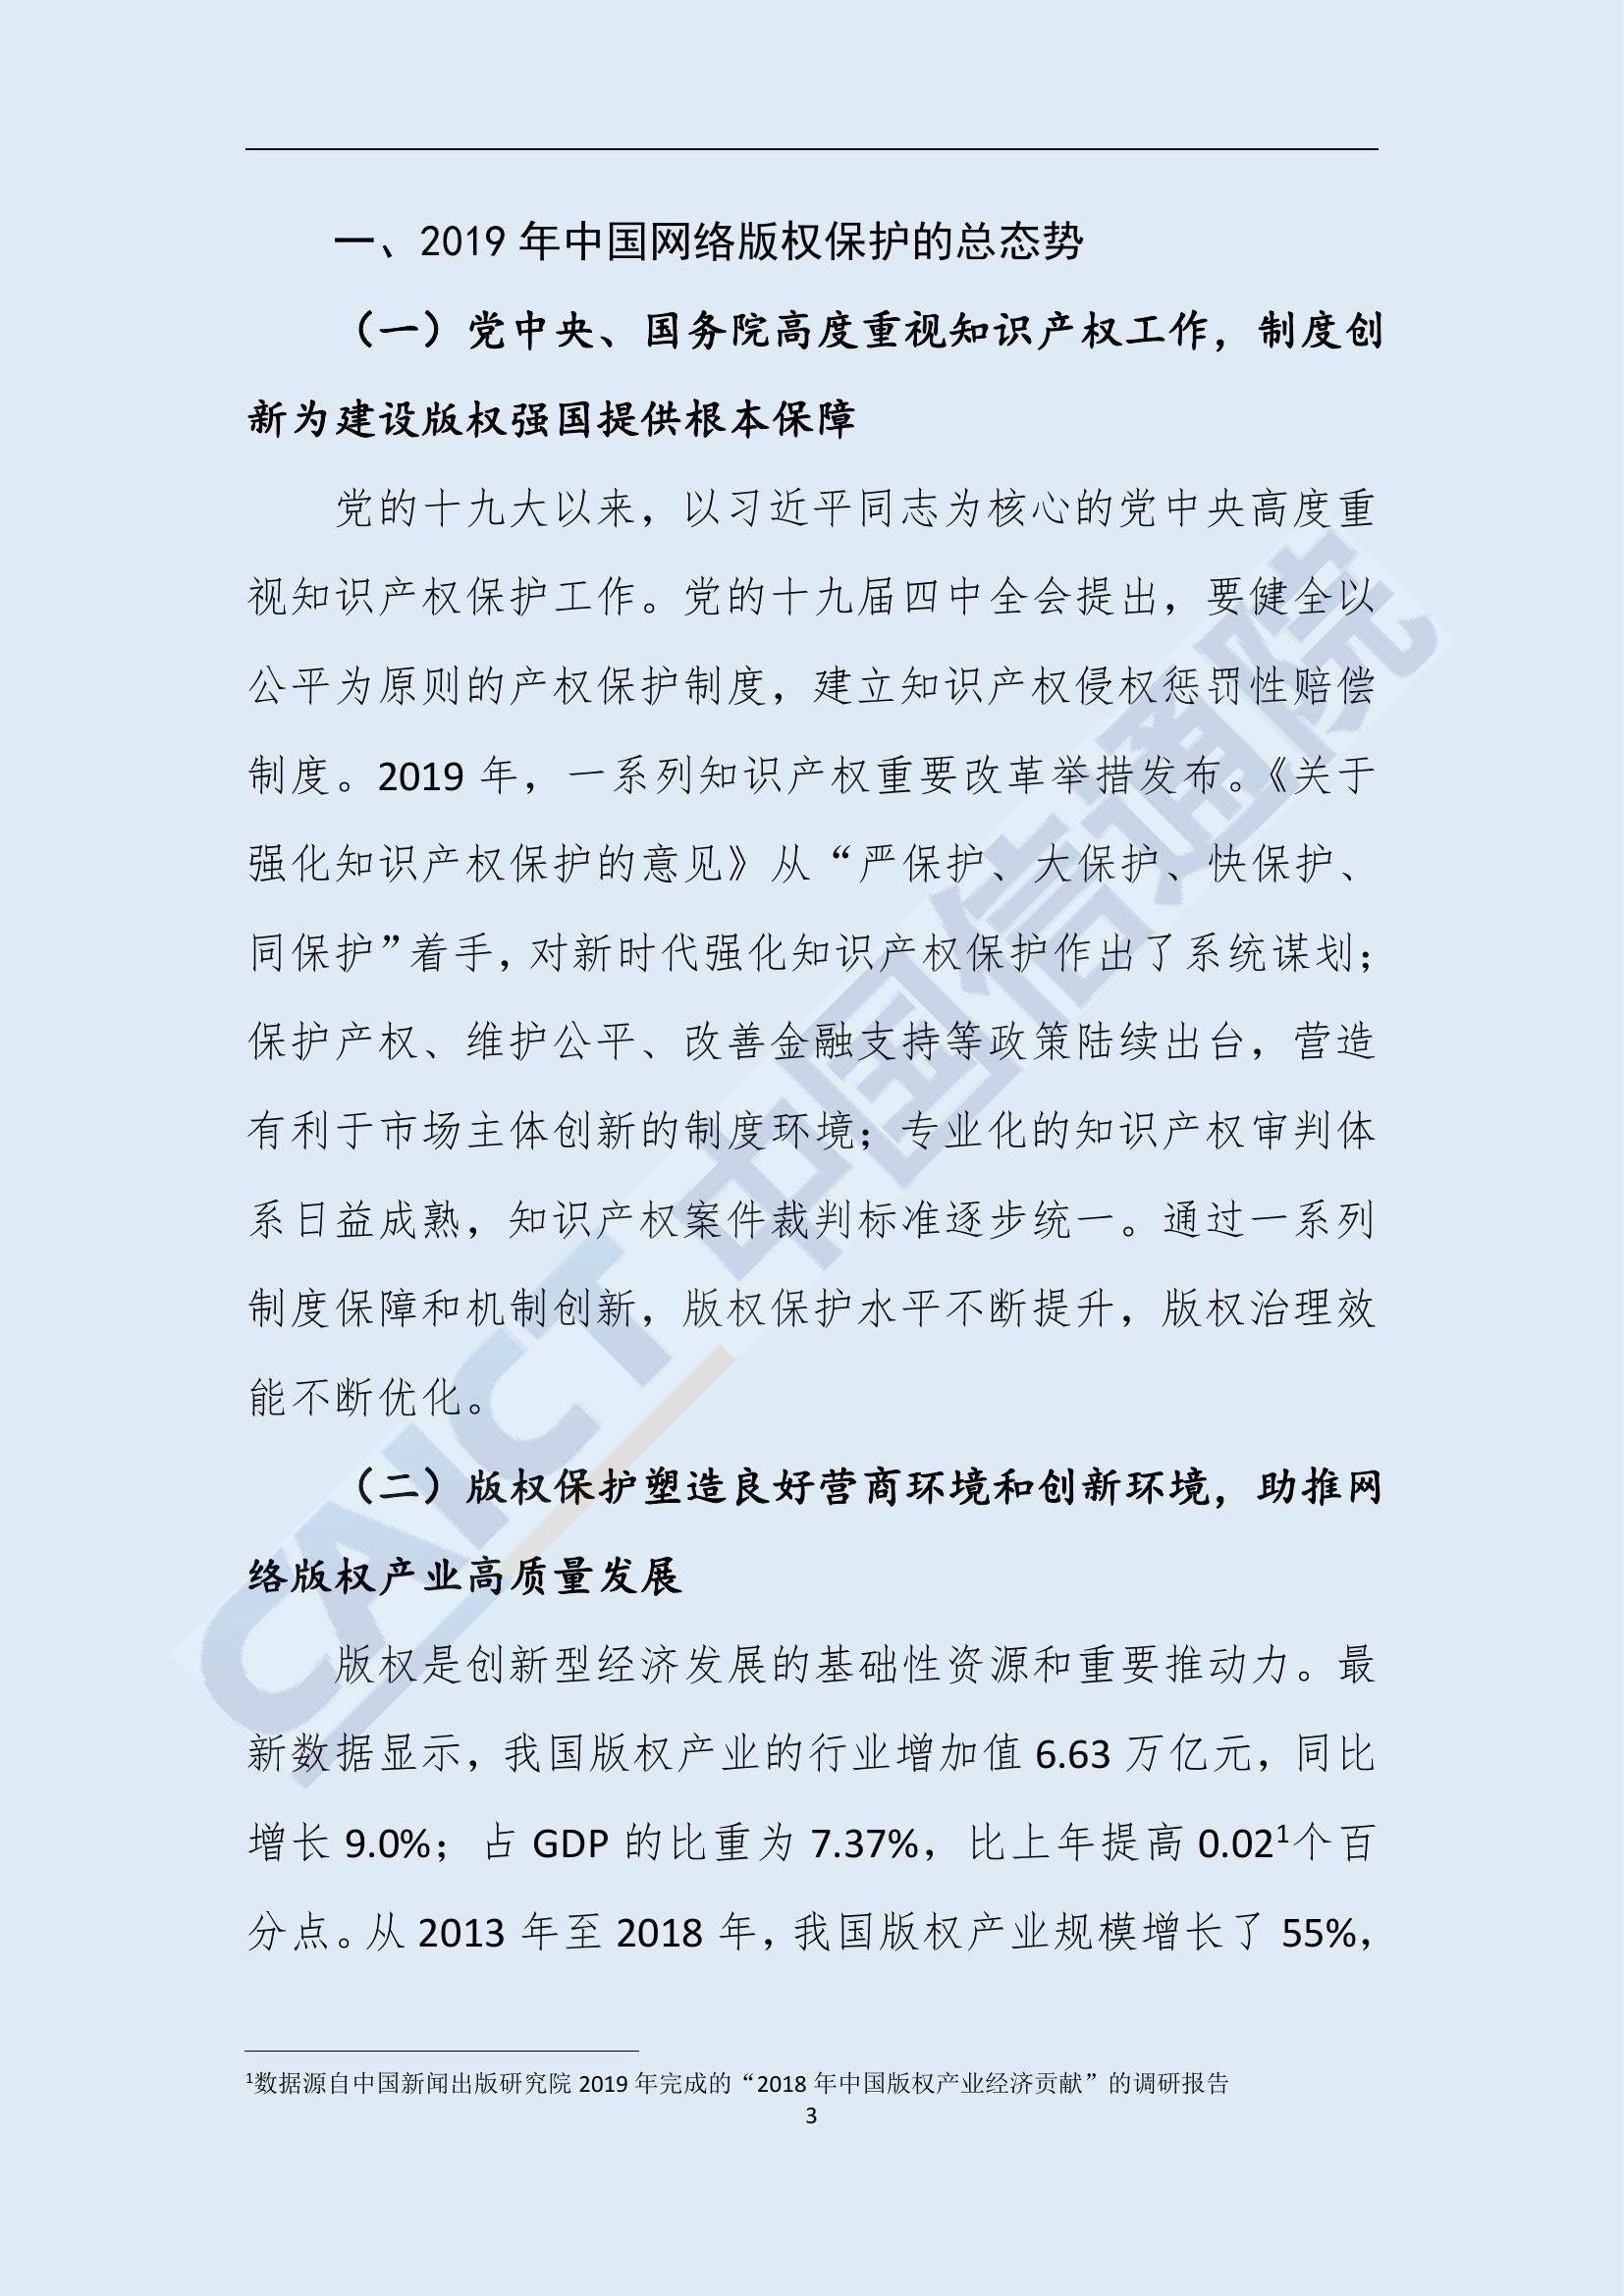 一、2019 年中国网络版权保护的总态势
（一）党中央、国务院高度重视知识产权工作，制度创
新为建设版权强国提供根本保障
党的十九大以来，以习近平同志为核心的党中央高度重
视知识产权保护工作。党的十九届四中全会提出，要健全以
公平为原则的产权保护制度，建立知识产权侵权惩罚性赔偿
制度。2019 年，一系列知识产权重要改革举措发布。《关于
强化知识产权保护的意见》从“严保护、大保护、快保护、
同保护”着手，对新时代强化知识产权保护作出了系统谋划；
保护产权、维护公平、改善金融支持等政策陆续出台，营造
有利于市场主体创新的制度环境；专业化的知识产权审判体
系日益成熟，知识产权案件裁判标准逐步统一。通过一系列
制度保障和机制创新，版权保护水平不断提升，版权治理效
能不断优化。
（二）版权保护塑造良好营商环境和创新环境，助推网
络版权产业高质量发展
版权是创新型经济发展的基础性资源和重要推动力。最
新数据显示，我国版权产业的行业增加值 6.63 万亿元，同比
增长 9.0%；占 GDP 的比重为 7.37%，比上年提高 0.02¹个百
分点。从 2013 年至 2018 年，我国版权产业规模增长了 55%，
¹数据源自中国新闻出版研究院 2019 年完成的“2018 年中国版权产业经济贡献”的调研报告
3
CAICT 中国信通院